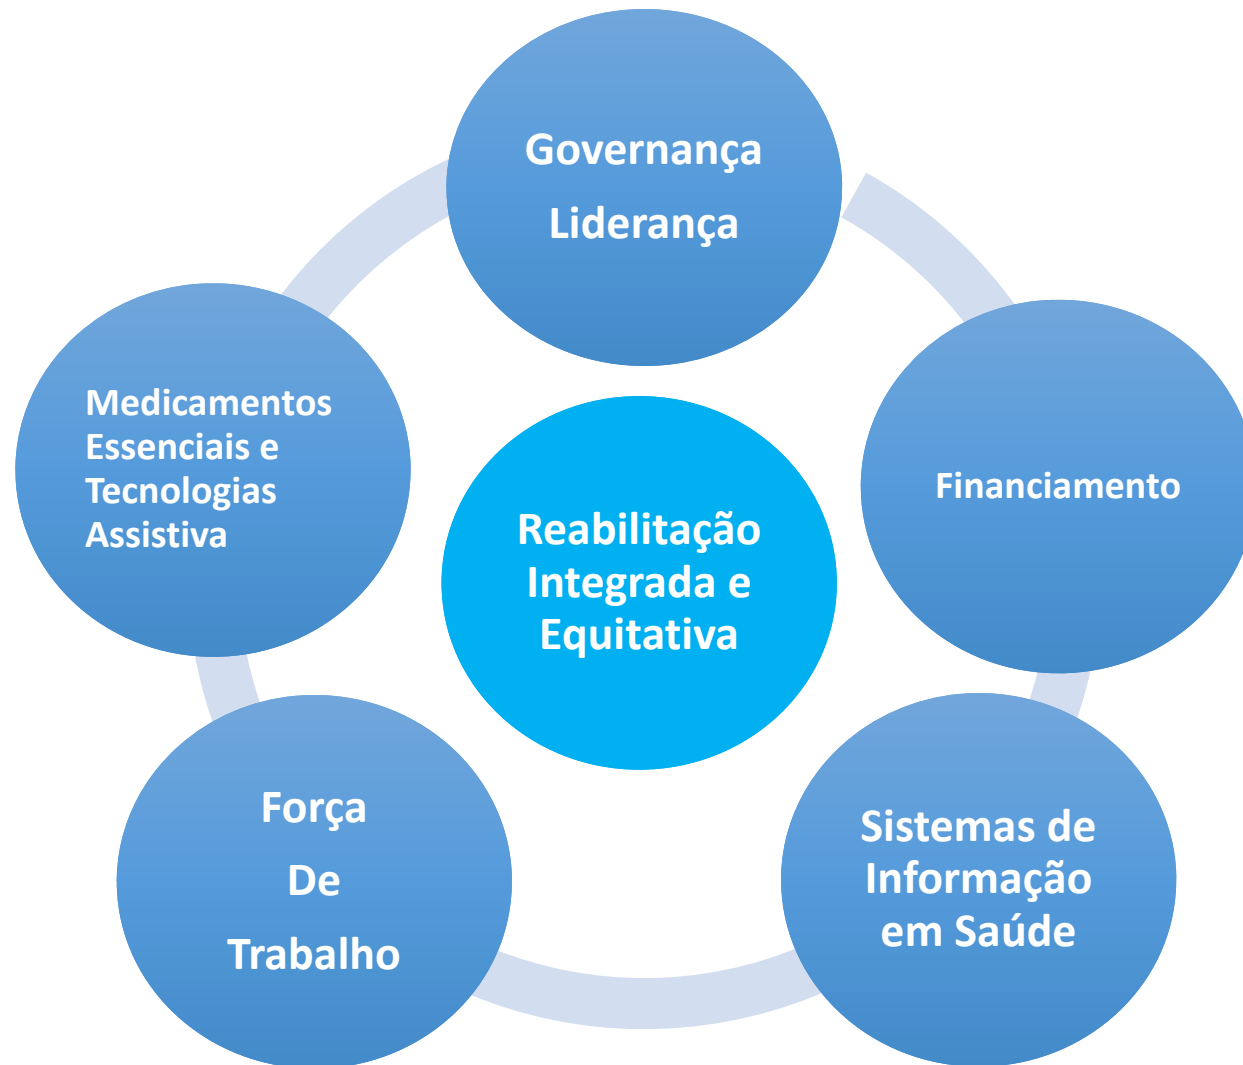 Governança
Liderança
Medicamentos
Essenciais e
Tecnologias
Assistiva
Financiamento
Reabilitação
Integrada e
Equitativa
Força
De
Trabalho
Sistemas de
Informação
em Saúde